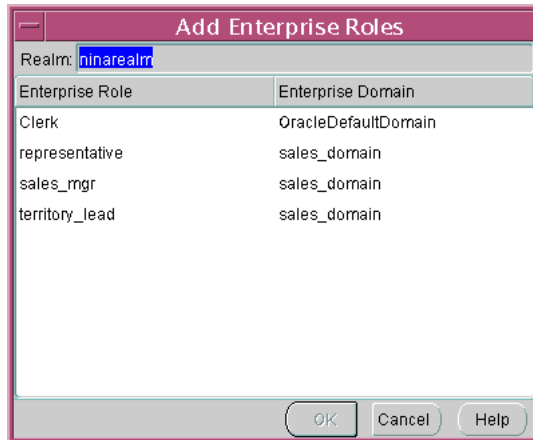 Add Enterprise Roles
Realm: ninarealm
Enterprise Role Enterprise Domain
Clerk OracleDefaultDomain
representative sales_domain
sales_mgr sales_domain
territory_lead sales_domain
OK Cancel Help